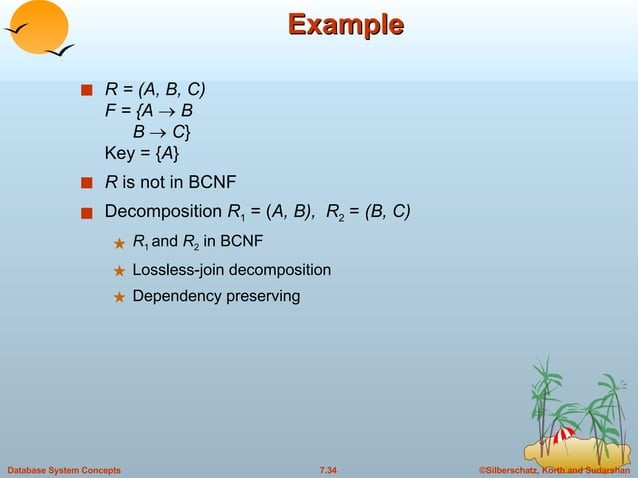 Example
R = (A, B, C)
F = {A → B
B → C}
Key = {A}
R is not in BCNF
Decomposition R₁ = (A, B), R₂ = (B, C)
R₁ and R₂ in BCNF
Lossless-join decomposition
Dependency preserving
Database System Concepts 7.34 ©Silberschatz, Korth and Sudarshan